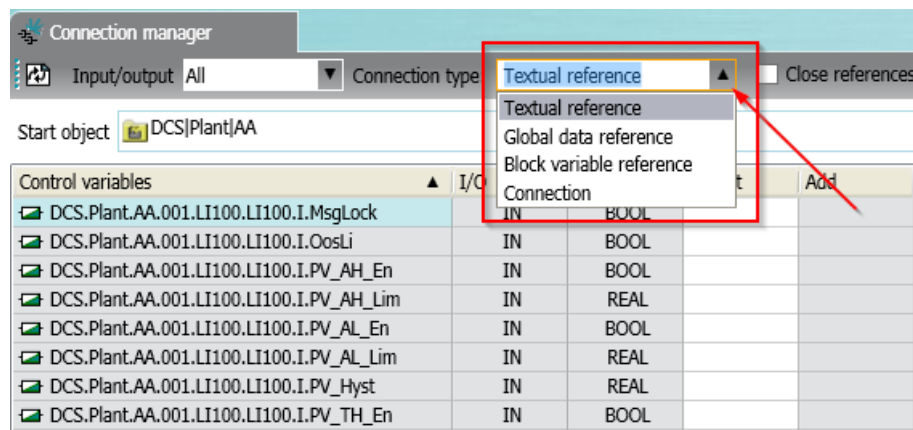 Connection manager
Input/output All Connection type Textual reference Close references
Textual reference
Global data reference
Block variable reference
Connection
Start object DCS|Plant|AA
Control variables I/O t Add
DCS.Plant.AA.001.LI100.LI100.I.MsgLock IN BOOL
DCS.Plant.AA.001.LI100.LI100.I.OosLi IN BOOL
DCS.Plant.AA.001.LI100.LI100.I.PV_AH_En IN BOOL
DCS.Plant.AA.001.LI100.LI100.I.PV_AH_Lim IN REAL
DCS.Plant.AA.001.LI100.LI100.I.PV_AL_En IN BOOL
DCS.Plant.AA.001.LI100.LI100.I.PV_AL_Lim IN REAL
DCS.Plant.AA.001.LI100.LI100.I.PV_Hyst IN REAL
DCS.Plant.AA.001.LI100.LI100.I.PV_TH_En IN BOOL